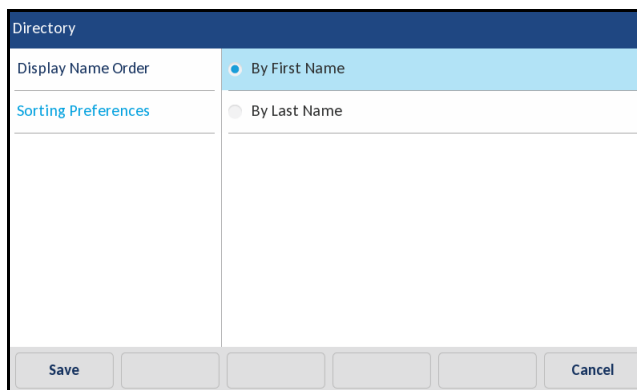 Directory
Display Name Order
Sorting Preferences
By First Name
By Last Name
Save
Cancel